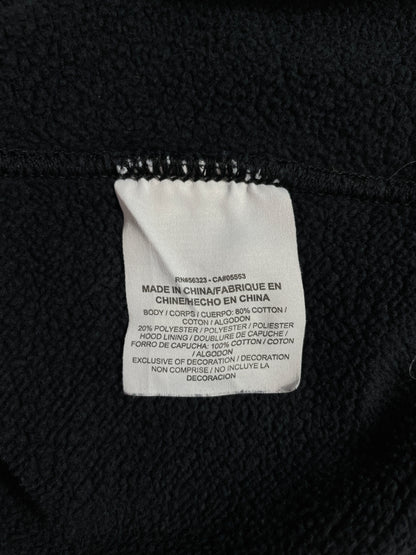 RN#56323 - CA#05553
MADE IN CHINA/FABRIQUE EN
CHINE/HECHO EN CHINA
BODY / CORPS / CUERPO: 80% COTTON /
COTON / ALGODON
20% POLYESTER / POLYESTER / POLIESTER
HOOD LINING / DOUBLURE DE CAPUCHE /
FORRO DE CAPUCHA: 100% COTTON / COTON
/ ALGODON
EXCLUSIVE OF DECORATION / DECORATION
NON COMPRISE / NO INCLUYE LA
DECORACION